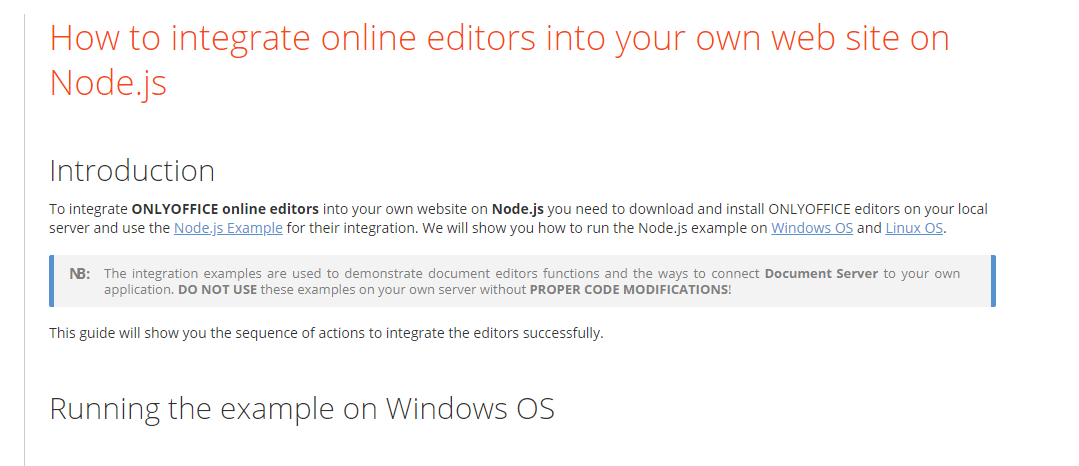 How to integrate online editors into your own web site on
Node.js
Introduction
To integrate ONLYOFFICE online editors into your own website on Node.js you need to download and install ONLYOFFICE editors on your local
server and use the Node.js Example for their integration. We will show you how to run the Node.js example on Windows OS and Linux OS.
NB: The integration examples are used to demonstrate document editors functions and the ways to connect Document Server to your own
application. DO NOT USE these examples on your own server without PROPER CODE MODIFICATIONS!
This guide will show you the sequence of actions to integrate the editors successfully.
Running the example on Windows OS